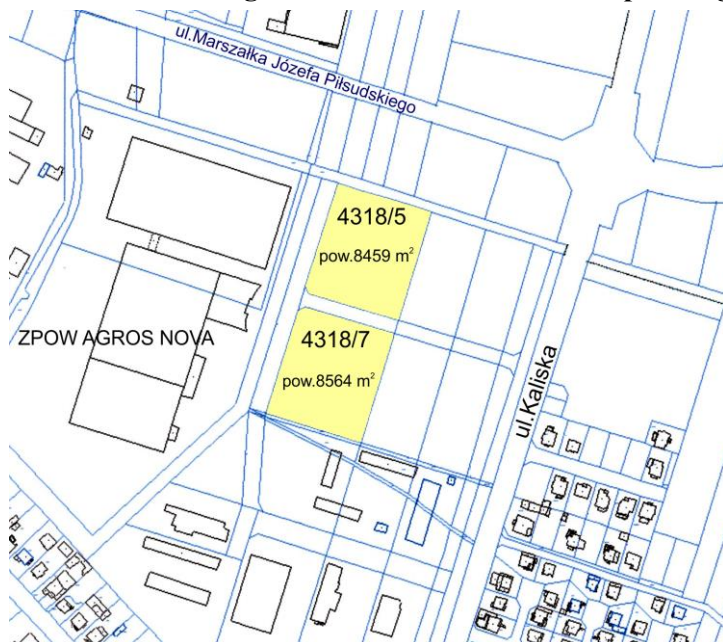 ul.Marszałka Józefa Piłsudskiego
4318/5
pow.8459 m²
ZPOW AGROS NOVA
4318/7
pow.8564 m²
ul.Kaliska